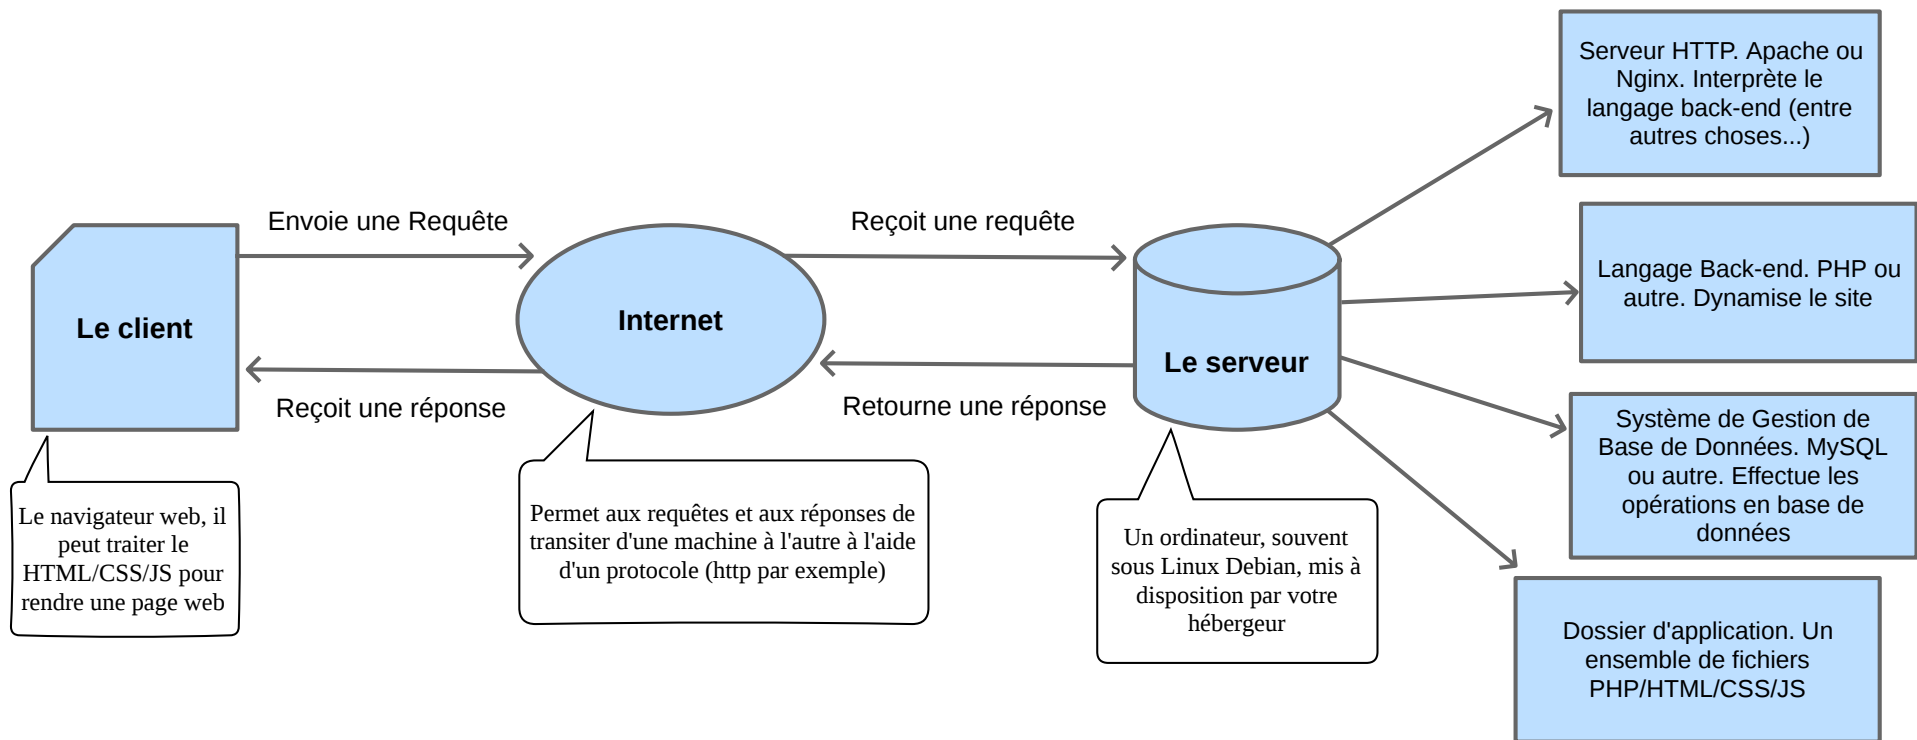 Le client
Envoie une Requête
Reçoit une réponse
Le navigateur web, il
peut traiter le
HTML/CSS/JS pour
rendre une page web
Internet
Permet aux requêtes et aux réponses de
transiter d'une machine à l'autre à l'aide
d'un protocole (http par exemple)
Reçoit une requête
Retourne une réponse
Le serveur
Un ordinateur, souvent
sous Linux Debian, mis à
disposition par votre
hébergeur
Serveur HTTP. Apache ou
Nginx. Interprète le
langage back-end (entre
autres choses...)
Langage Back-end. PHP ou
autre. Dynamise le site
Système de Gestion de
Base de Données. MySQL
ou autre. Effectue les
opérations en base de
données
Dossier d'application. Un
ensemble de fichiers
PHP/HTML/CSS/JS